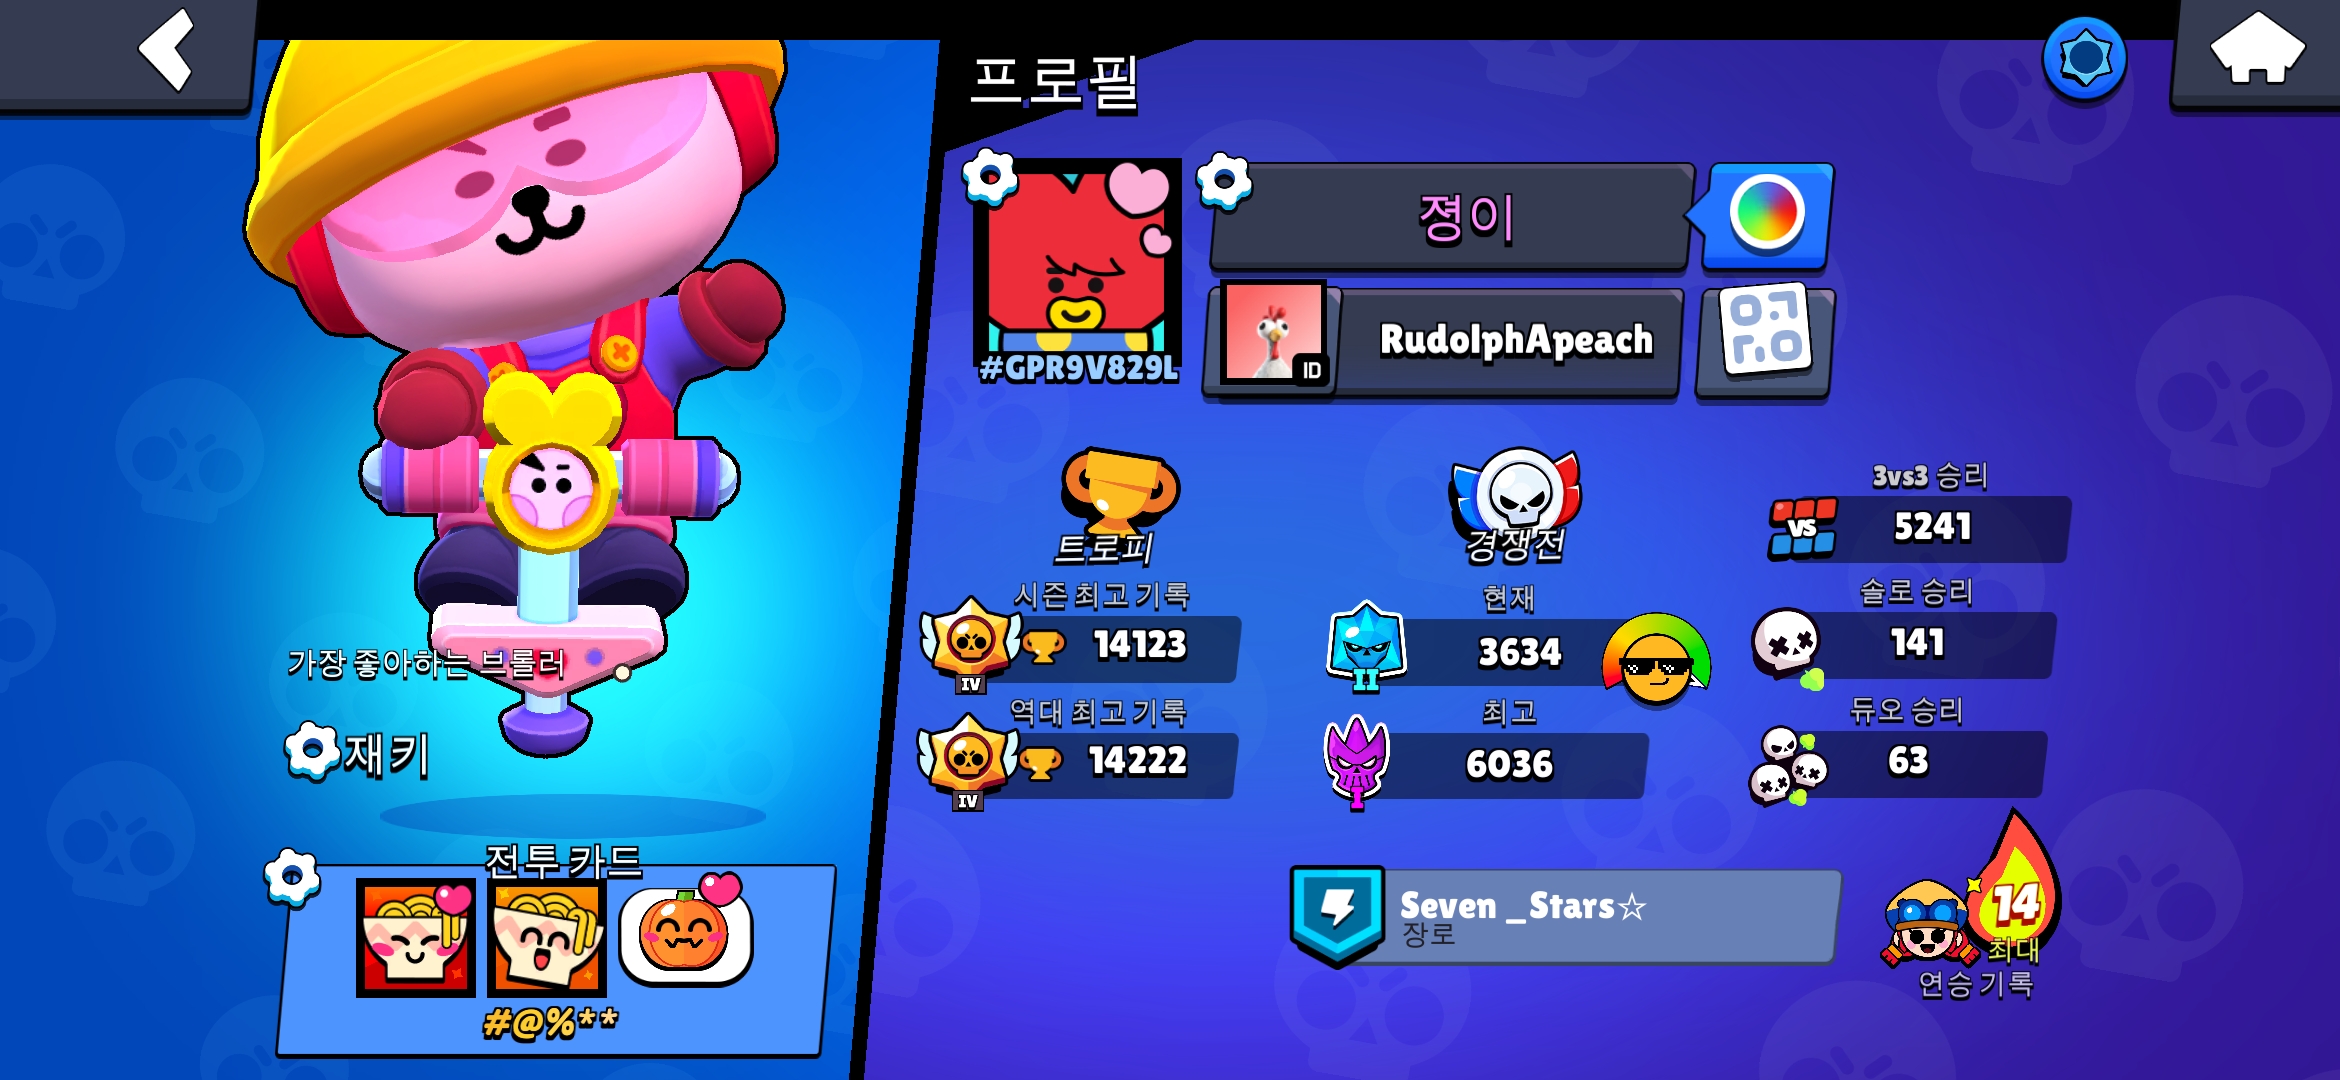 프로필
졍이
#GPR9V829L
ID
RudolphApeach
트로피
경쟁전
3vs3 승리
VS
5241
시즌 최고 기록
IV
14123
현재
II
3634
솔로 승리
141
역대 최고 기록
IV
14222
최고
I
6036
듀오 승리
63
Seven _Stars☆
장로
14
최대
연승 기록
가장 좋아하는 브롤러
재키
전투 카드
#@%**